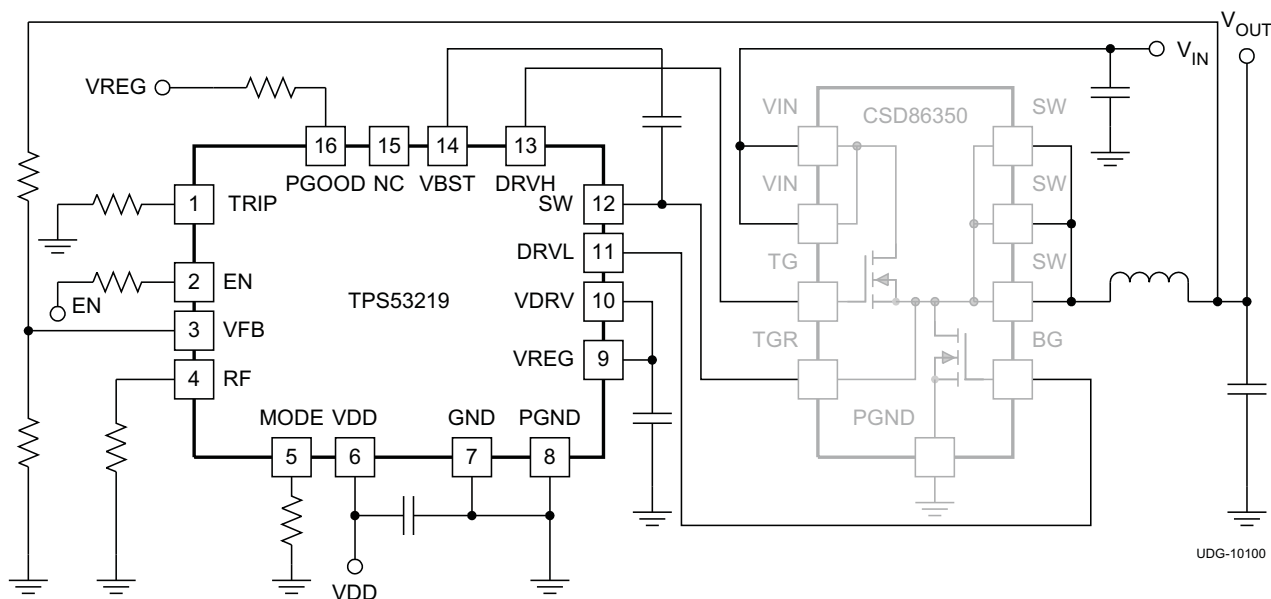 V_OUT
V_IN
VREG
VIN
CSD86350
SW
16
15
14
13
PGOOD
NC
VBST
DRVH
1
TRIP
SW
12
VIN
SW
DRVL
11
TG
SW
2
EN
EN
TPS53219
VDRV
10
3
VFB
VREG
9
TGR
BG
4
RF
MODE
VDD
GND
PGND
PGND
5
6
7
8
VDD
UDG-10100